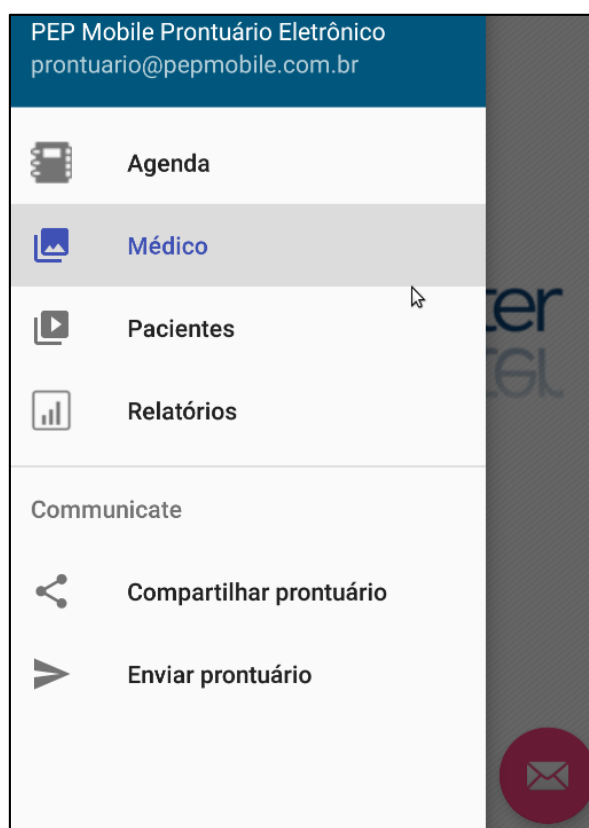 PEP Mobile Prontuário Eletrônico
prontuario@pepmobile.com.br
Agenda
Médico
Pacientes
Relatórios
Communicate
Compartilhar prontuário
Enviar prontuário